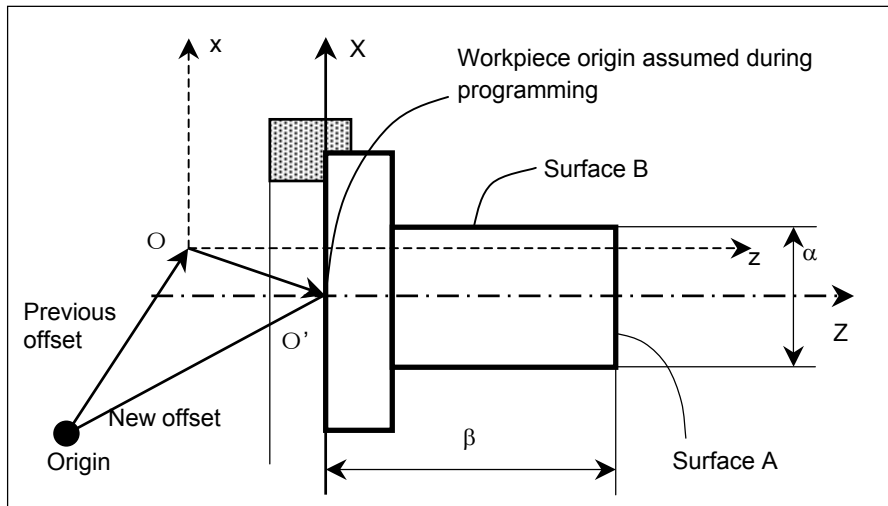 x
X
Workpiece origin assumed during
programming
Surface B
O
z
α
Previous
offset
O'
Z
New offset
Origin
β
Surface A